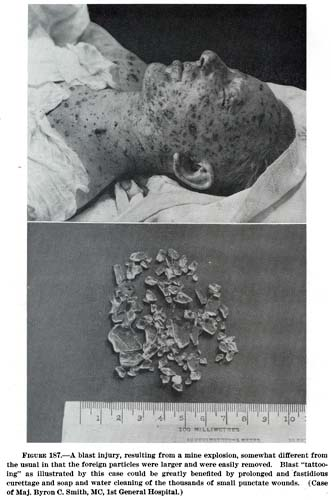 1 2 3 4 5 6 7 8 9 10
100 MILLIMETERS
FIGURE 187.—A blast injury, resulting from a mine explosion, somewhat different from
the usual in that the foreign particles were larger and were easily removed. Blast “tattoo-
ing” as illustrated by this case could be greatly benefited by prolonged and fastidious
curettage and soap and water cleaning of the thousands of small punctate wounds. (Case
of Maj. Byron C. Smith, MC, 1st General Hospital.)